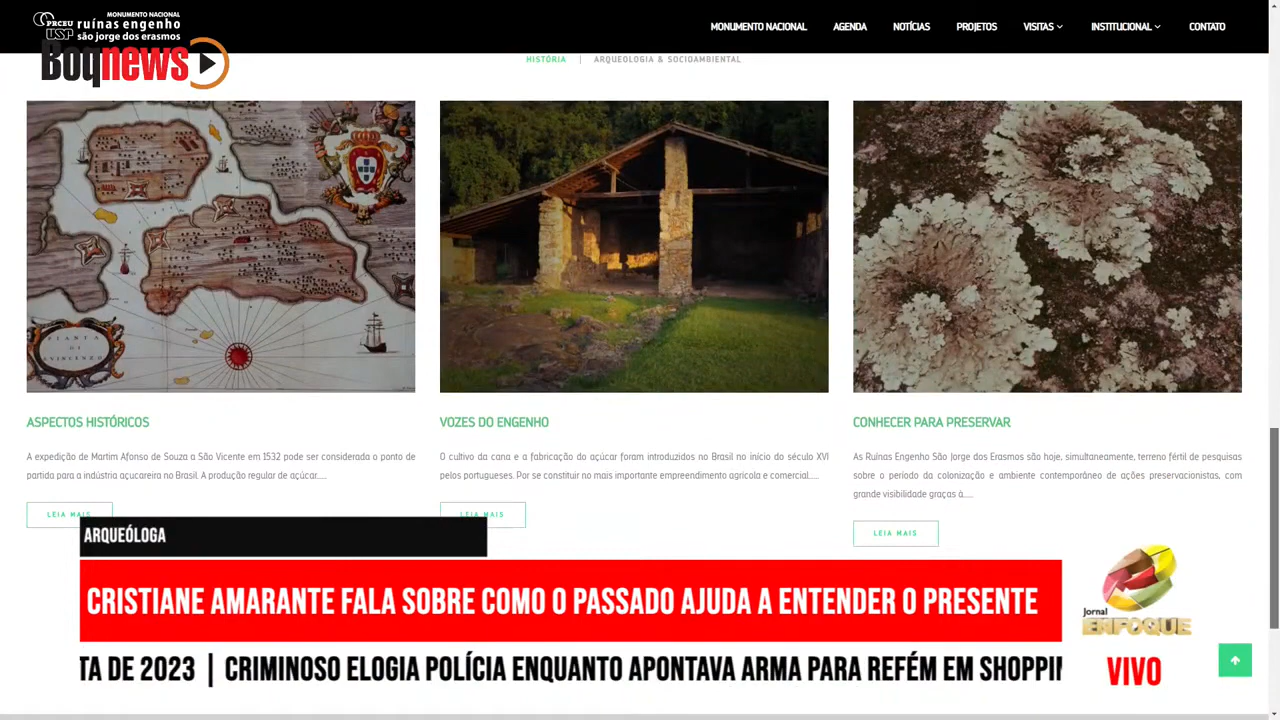 PRCEU
USP
MONUMENTO NACIONAL
ruínas engenho
são jorge dos erasmos
MONUMENTO NACIONAL
AGENDA
NOTÍCIAS
PROJETOS
VISITAS
INSTITUCIONAL
CONTATO
Boqnews
HISTÓRIA | ARQUEOLOGIA & SOCIOAMBIENTAL
ASPECTOS HISTÓRICOS
A expedição de Martim Afonso de Souza a São Vicente em 1532 pode ser considerada o ponto de
partida para a indústria açucareira no Brasil. A produção regular de açúcar......
LEIA MAIS
VOZES DO ENGENHO
O cultivo da cana e a fabricação do açúcar foram introduzidos no Brasil no início do século XVI
pelos portugueses. Por se constituir no mais importante empreendimento agrícola e comercial......
LEIA MAIS
CONHECER PARA PRESERVAR
As Ruínas Engenho São Jorge dos Erasmos são hoje, simultaneamente, terreno fértil de pesquisas
sobre o período da colonização e ambiente contemporâneo de ações preservacionistas, com
grande visibilidade graças à......
LEIA MAIS
ARQUEÓLOGA
CRISTIANE AMARANTE FALA SOBRE COMO O PASSADO AJUDA A ENTENDER O PRESENTE
TA DE 2023 | CRIMINOSO ELOGIA POLÍCIA ENQUANTO APONTAVA ARMA PARA REFÉM EM SHOPPIN
Jornal
ENFOQUE
VIVO